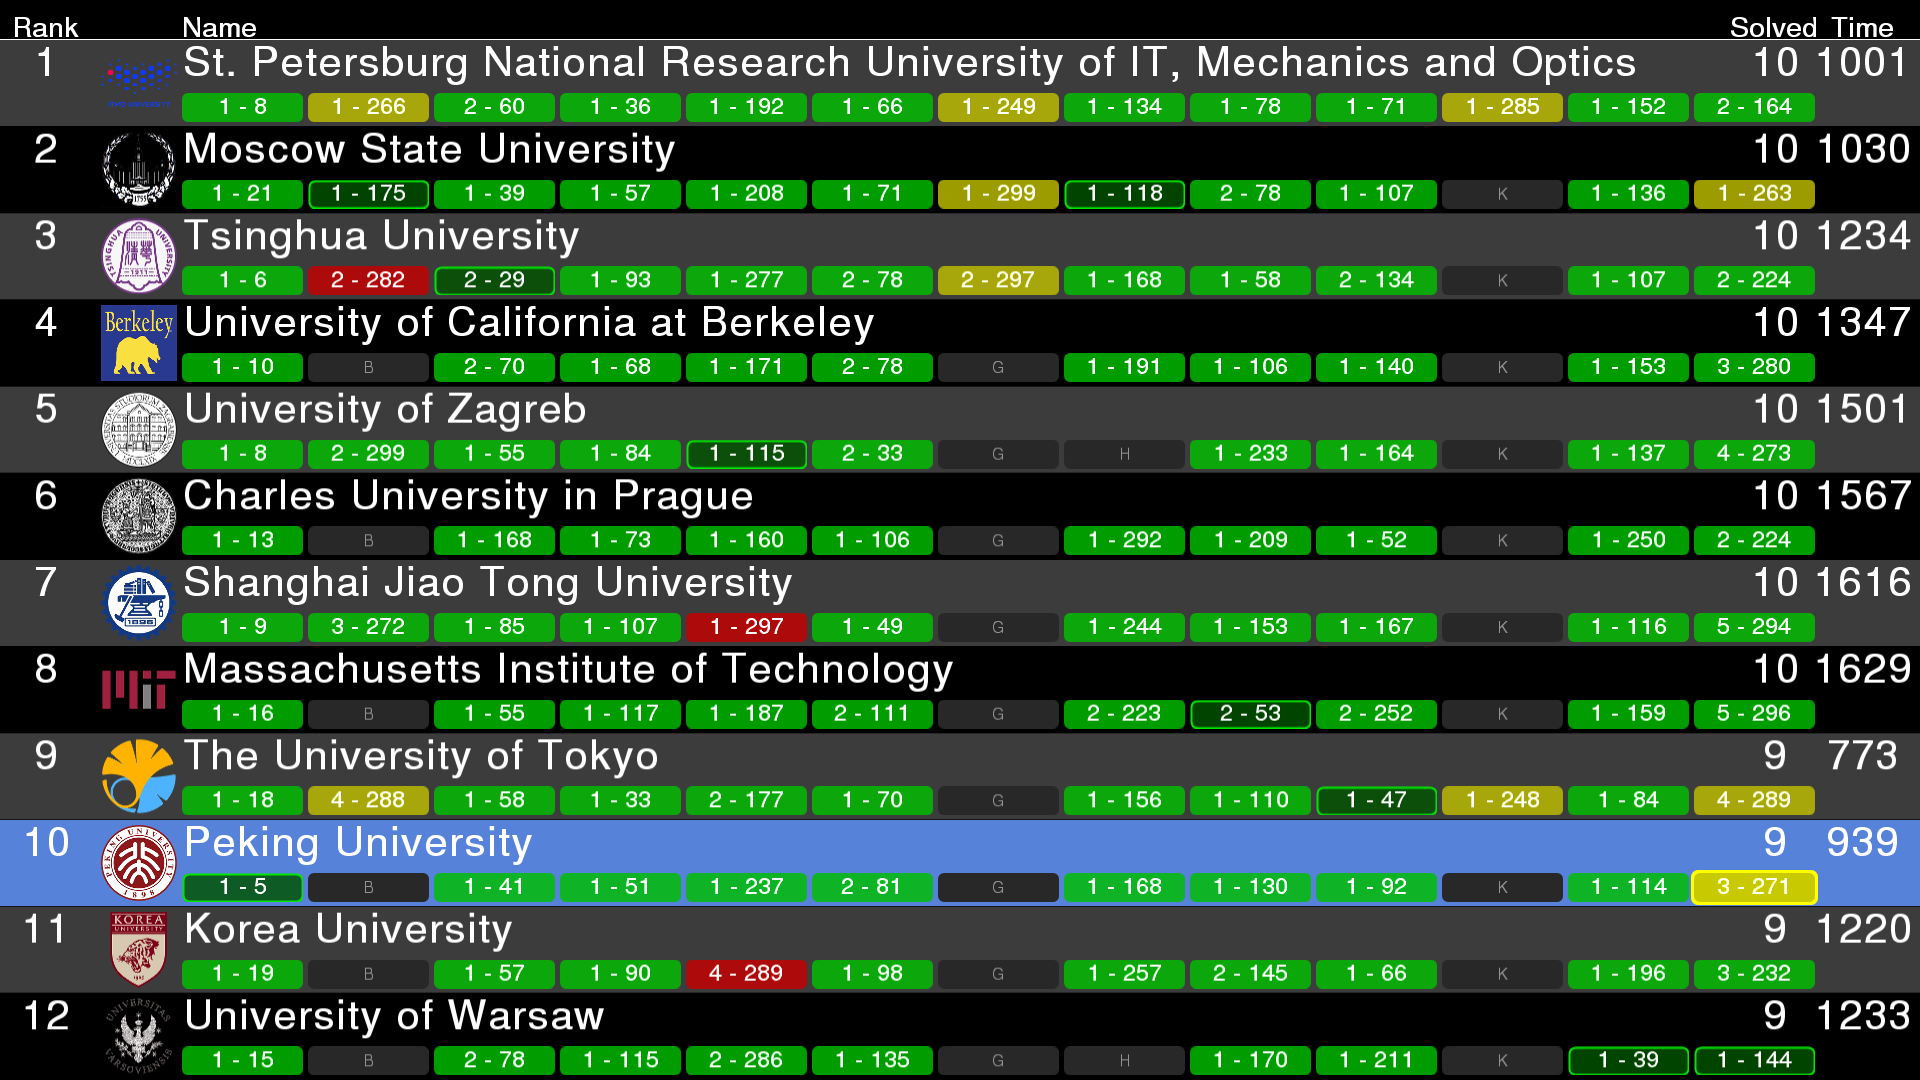 Rank Name Solved Time
1 St. Petersburg National Research University of IT, Mechanics and Optics 10 1001
1 - 8 1 - 266 2 - 60 1 - 36 1 - 192 1 - 66 1 - 249 1 - 134 1 - 78 1 - 71 1 - 285 1 - 152 2 - 164
2 Moscow State University 10 1030
1 - 21 1 - 175 1 - 39 1 - 57 1 - 208 1 - 71 1 - 299 1 - 118 2 - 78 1 - 107 K 1 - 136 1 - 263
3 Tsinghua University 10 1234
1 - 6 2 - 282 2 - 29 1 - 93 1 - 277 2 - 78 2 - 297 1 - 168 1 - 58 2 - 134 K 1 - 107 2 - 224
4 Berkeley University of California at Berkeley 10 1347
1 - 10 B 2 - 70 1 - 68 1 - 171 2 - 78 G 1 - 191 1 - 106 1 - 140 K 1 - 153 3 - 280
5 University of Zagreb 10 1501
1 - 8 2 - 299 1 - 55 1 - 84 1 - 115 2 - 33 G H 1 - 233 1 - 164 K 1 - 137 4 - 273
6 Charles University in Prague 10 1567
1 - 13 B 1 - 168 1 - 73 1 - 160 1 - 106 G 1 - 292 1 - 209 1 - 52 K 1 - 250 2 - 224
7 Shanghai Jiao Tong University 10 1616
1896 1 - 9 3 - 272 1 - 85 1 - 107 1 - 297 1 - 49 G 1 - 244 1 - 153 1 - 167 K 1 - 116 5 - 294
8 Massachusetts Institute of Technology 10 1629
1 - 16 B 1 - 55 1 - 117 1 - 187 2 - 111 G 2 - 223 2 - 53 2 - 252 K 1 - 159 5 - 296
9 The University of Tokyo 9 773
1 - 18 4 - 288 1 - 58 1 - 33 2 - 177 1 - 70 G 1 - 156 1 - 110 1 - 47 1 - 248 1 - 84 4 - 289
10 PEKING UNIVERSITY 1898 Peking University 9 939
1 - 5 B 1 - 41 1 - 51 1 - 237 2 - 81 G 1 - 168 1 - 130 1 - 92 K 1 - 114 3 - 271
11 KOREA UNIVERSITY Korea University 9 1220
1 - 19 B 1 - 57 1 - 90 4 - 289 1 - 98 G 1 - 257 2 - 145 1 - 66 K 1 - 196 3 - 232
12 University of Warsaw 9 1233
1 - 15 B 2 - 78 1 - 115 2 - 286 1 - 135 G H 1 - 170 1 - 211 K 1 - 39 1 - 144